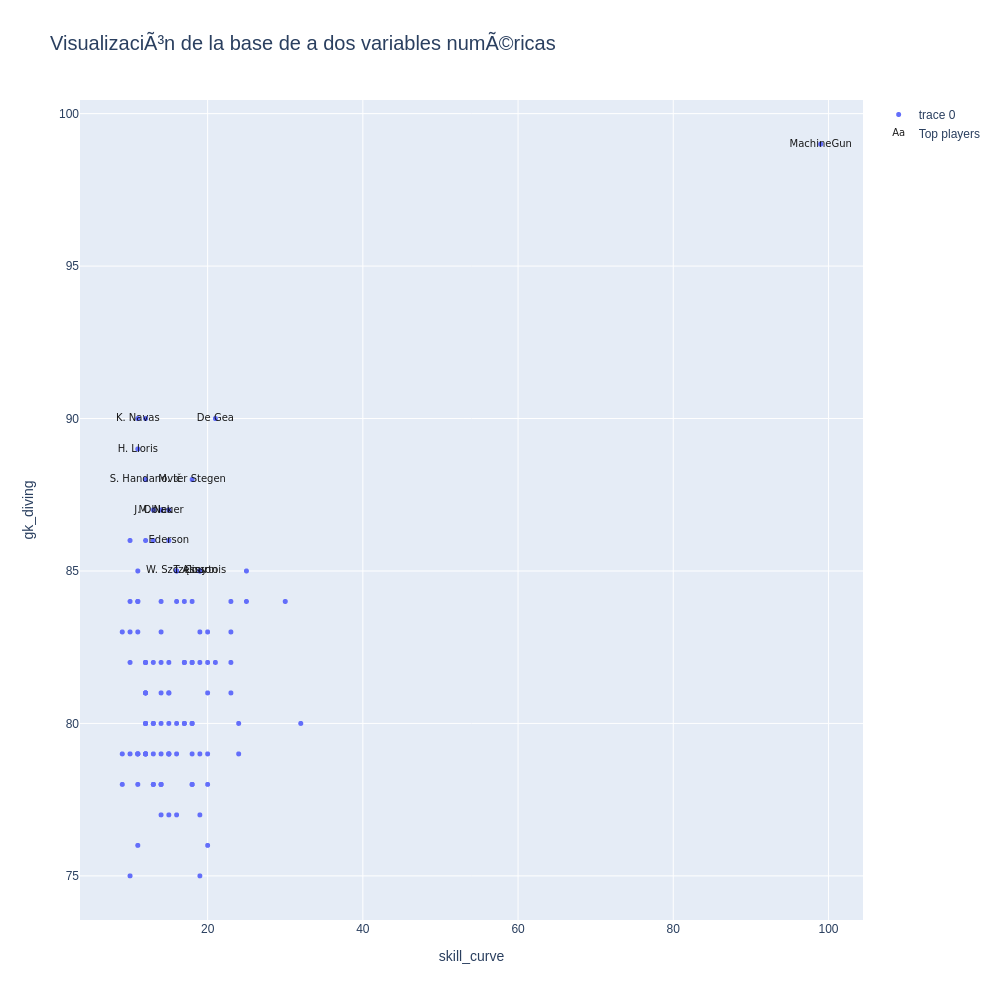 VisualizaciÃ³n de la base de a dos variables numÃ©ricas
100
95
90
85
80
75
gk_diving
20
40
60
80
100
skill_curve
trace 0
Aa
Top players
MachineGun
K. Navas
De Gea
H. Lloris
S. Handanovič
M. ter Stegen
Ederson